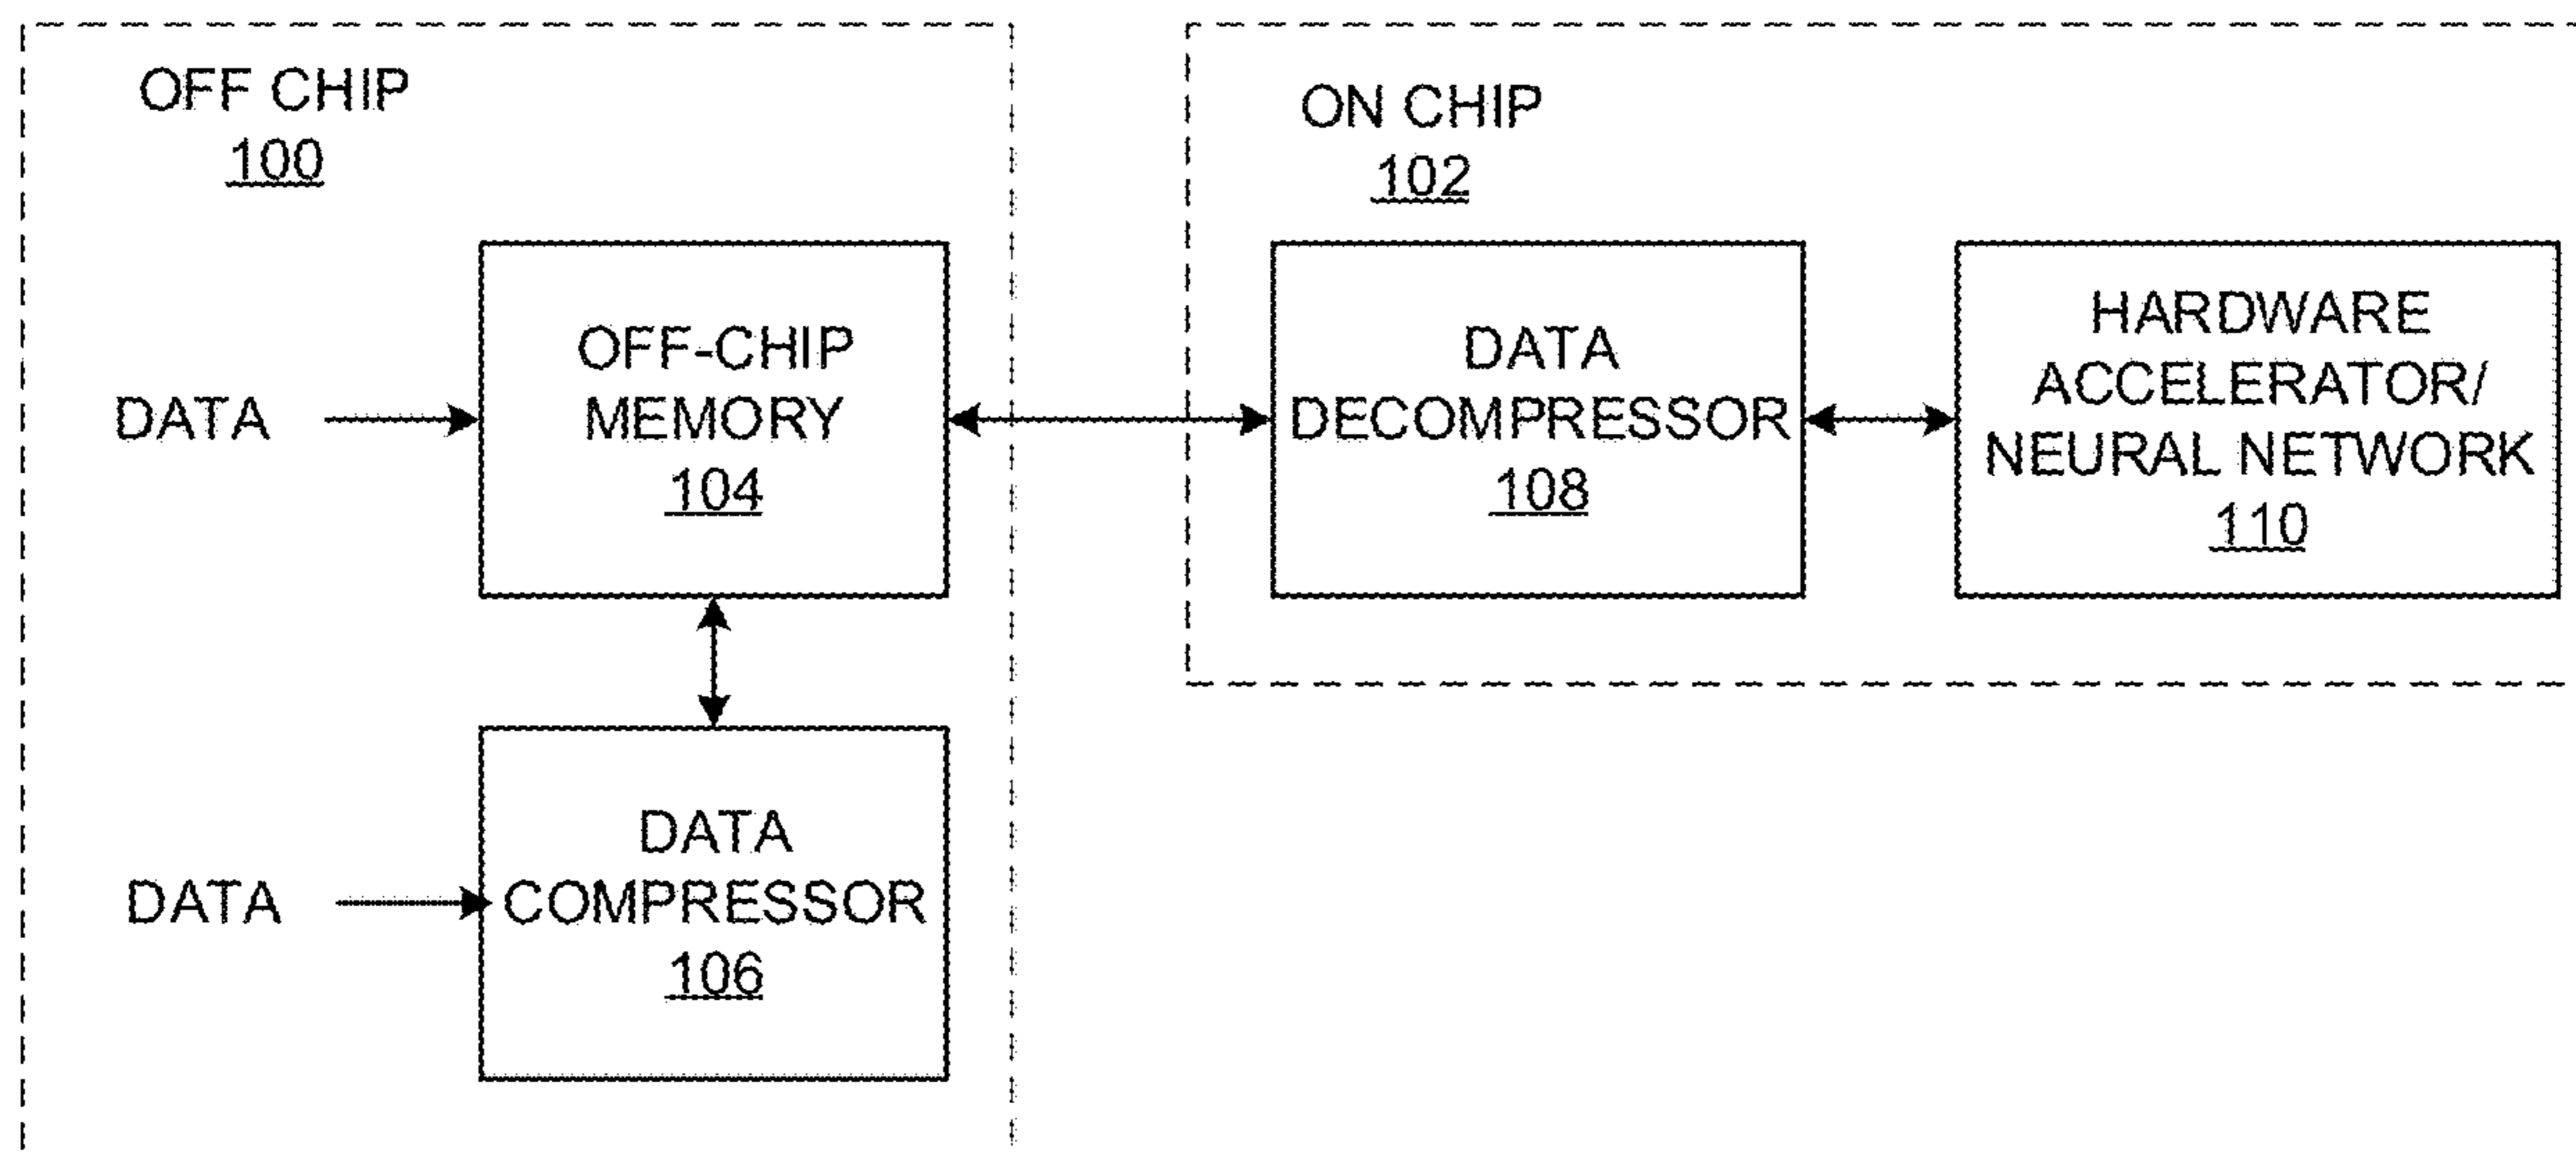 OFF CHIP
100
ON CHIP
102
DATA
OFF-CHIP
MEMORY
104
DATA
DECOMPRESSOR
108
HARDWARE
ACCELERATOR/
NEURAL NETWORK
110
DATA
DATA
COMPRESSOR
106